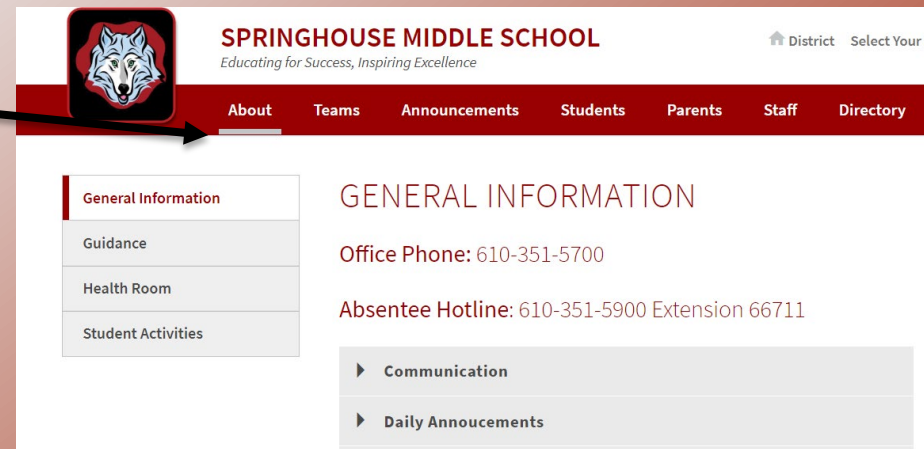 SPRINGHOUSE MIDDLE SCHOOL
Educating for Success, Inspiring Excellence
District Select Your
About Teams Announcements Students Parents Staff Directory
General Information
Guidance
Health Room
Student Activities
GENERAL INFORMATION
Office Phone: 610-351-5700
Absentee Hotline: 610-351-5900 Extension 66711
Communication
Daily Annoucements